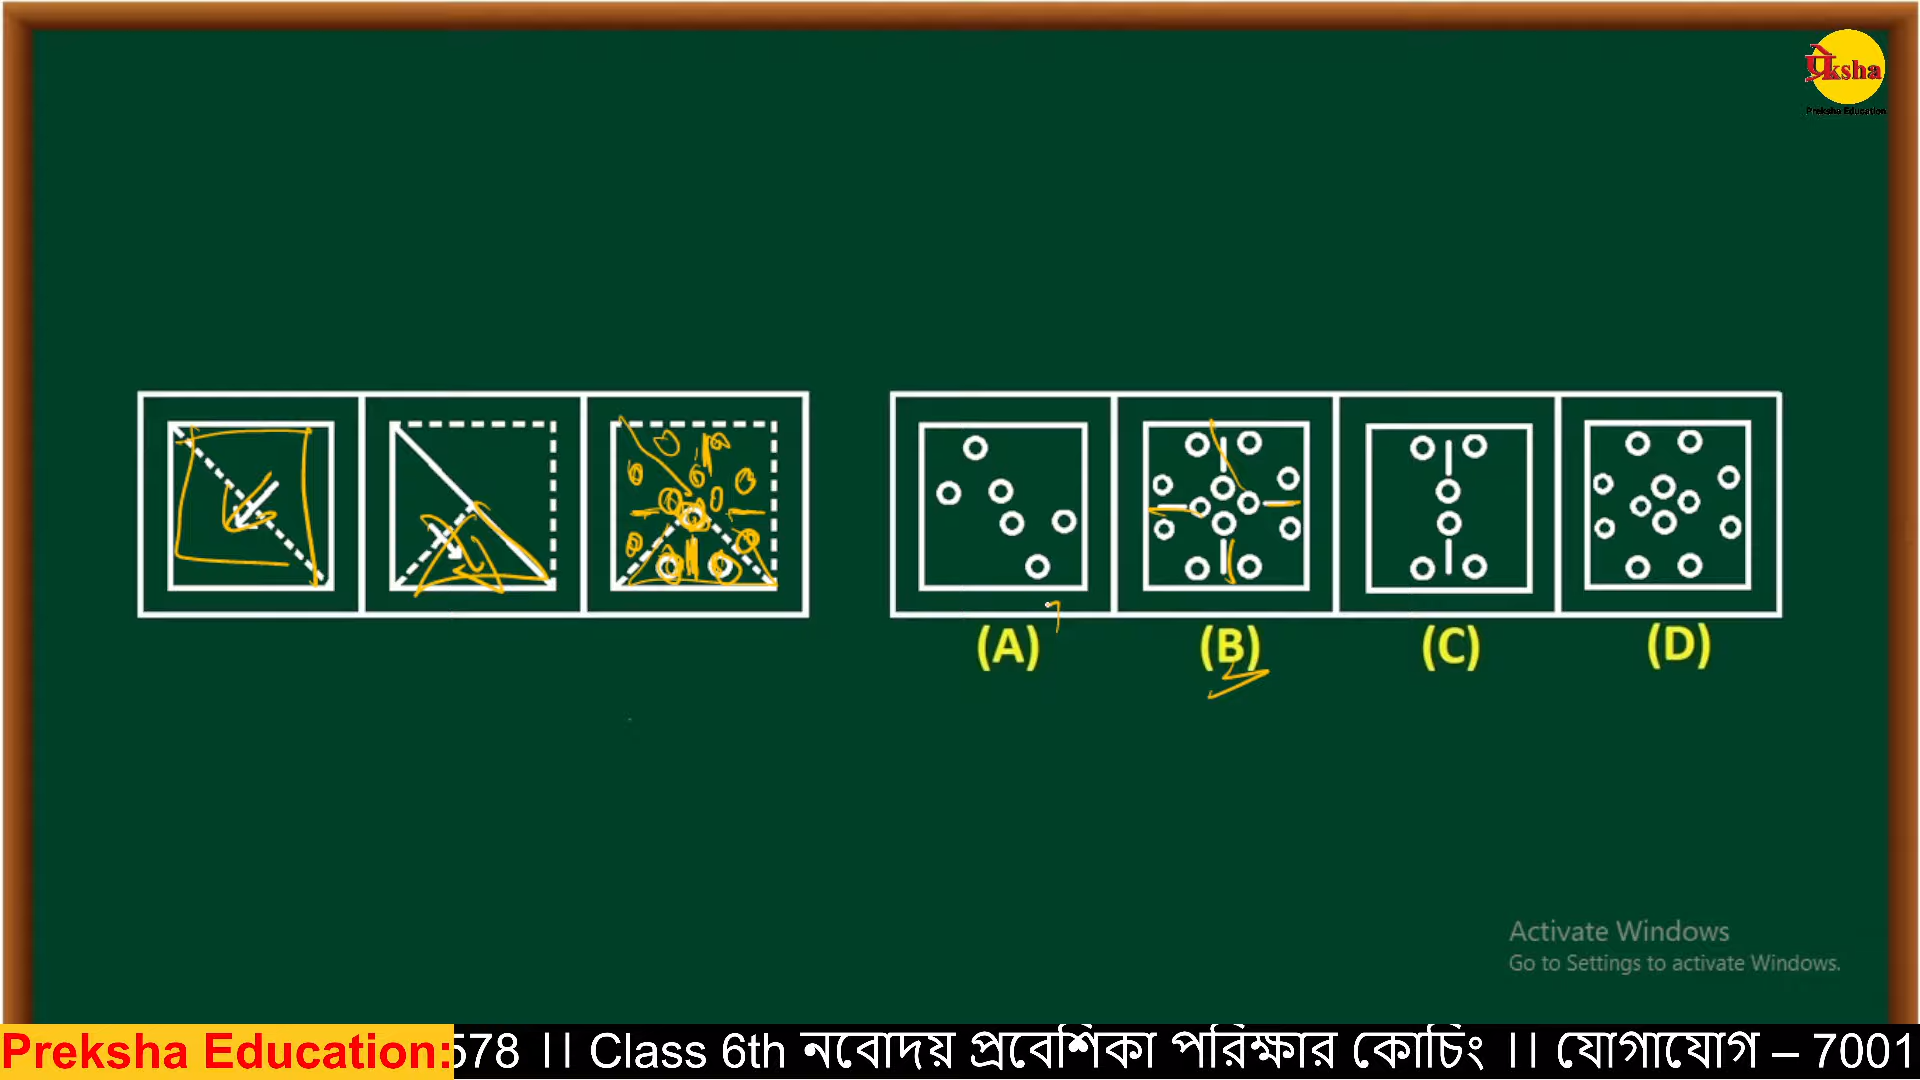 प्रेksha
Preksha Education
(A)
(B)
(C)
(D)
Activate Windows
Go to Settings to activate Windows.
Preksha Education:
578 ।। Class 6th নবোদয় প্রবেশিকা পরিক্ষার কোচিং ।। যোগাযোগ – 7001